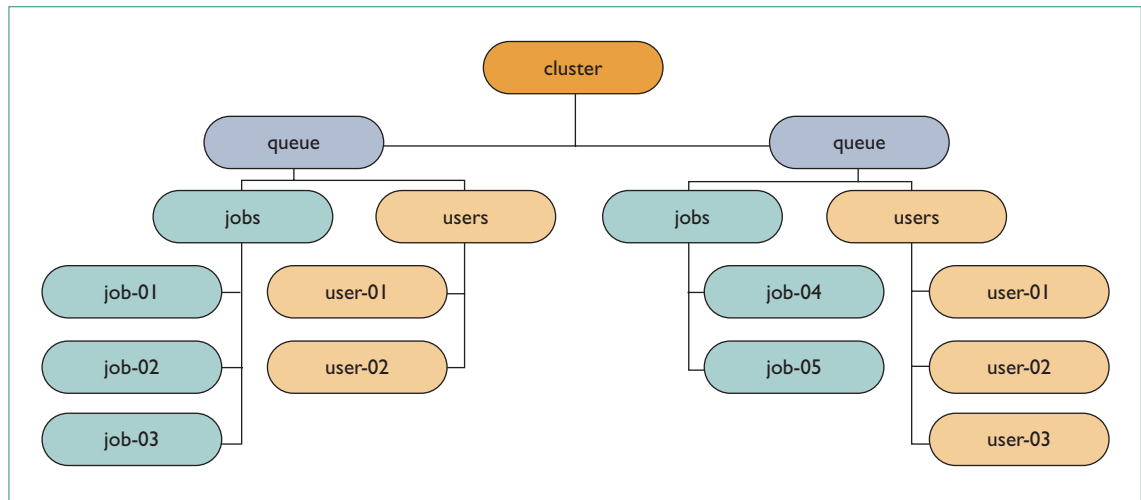 cluster
queue
queue
jobs
users
jobs
users
job-01
user-01
job-04
user-01
job-02
user-02
job-05
user-02
job-03
user-03